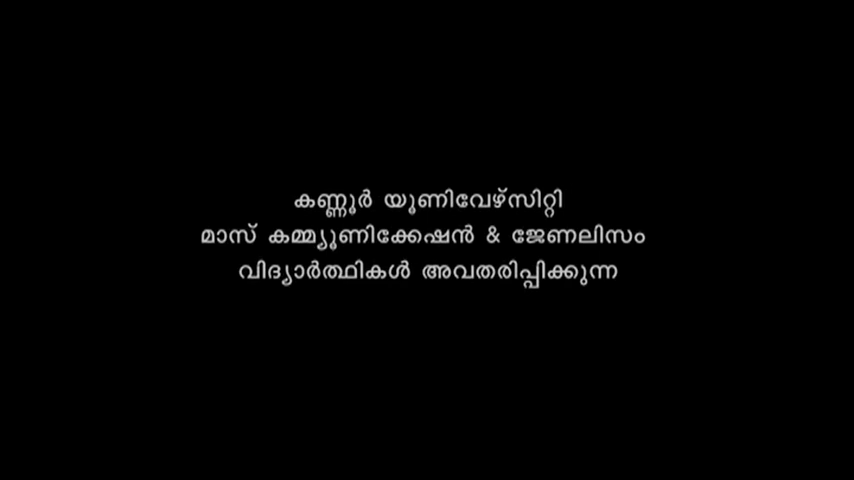 കണ്ണൂർ യൂണിവേഴ്സിറ്റി
മാസ് കമ്മ്യൂണിക്കേഷൻ & ജേണലിസം
വിദ്യാർത്ഥികൾ അവതരിപ്പിക്കുന്ന